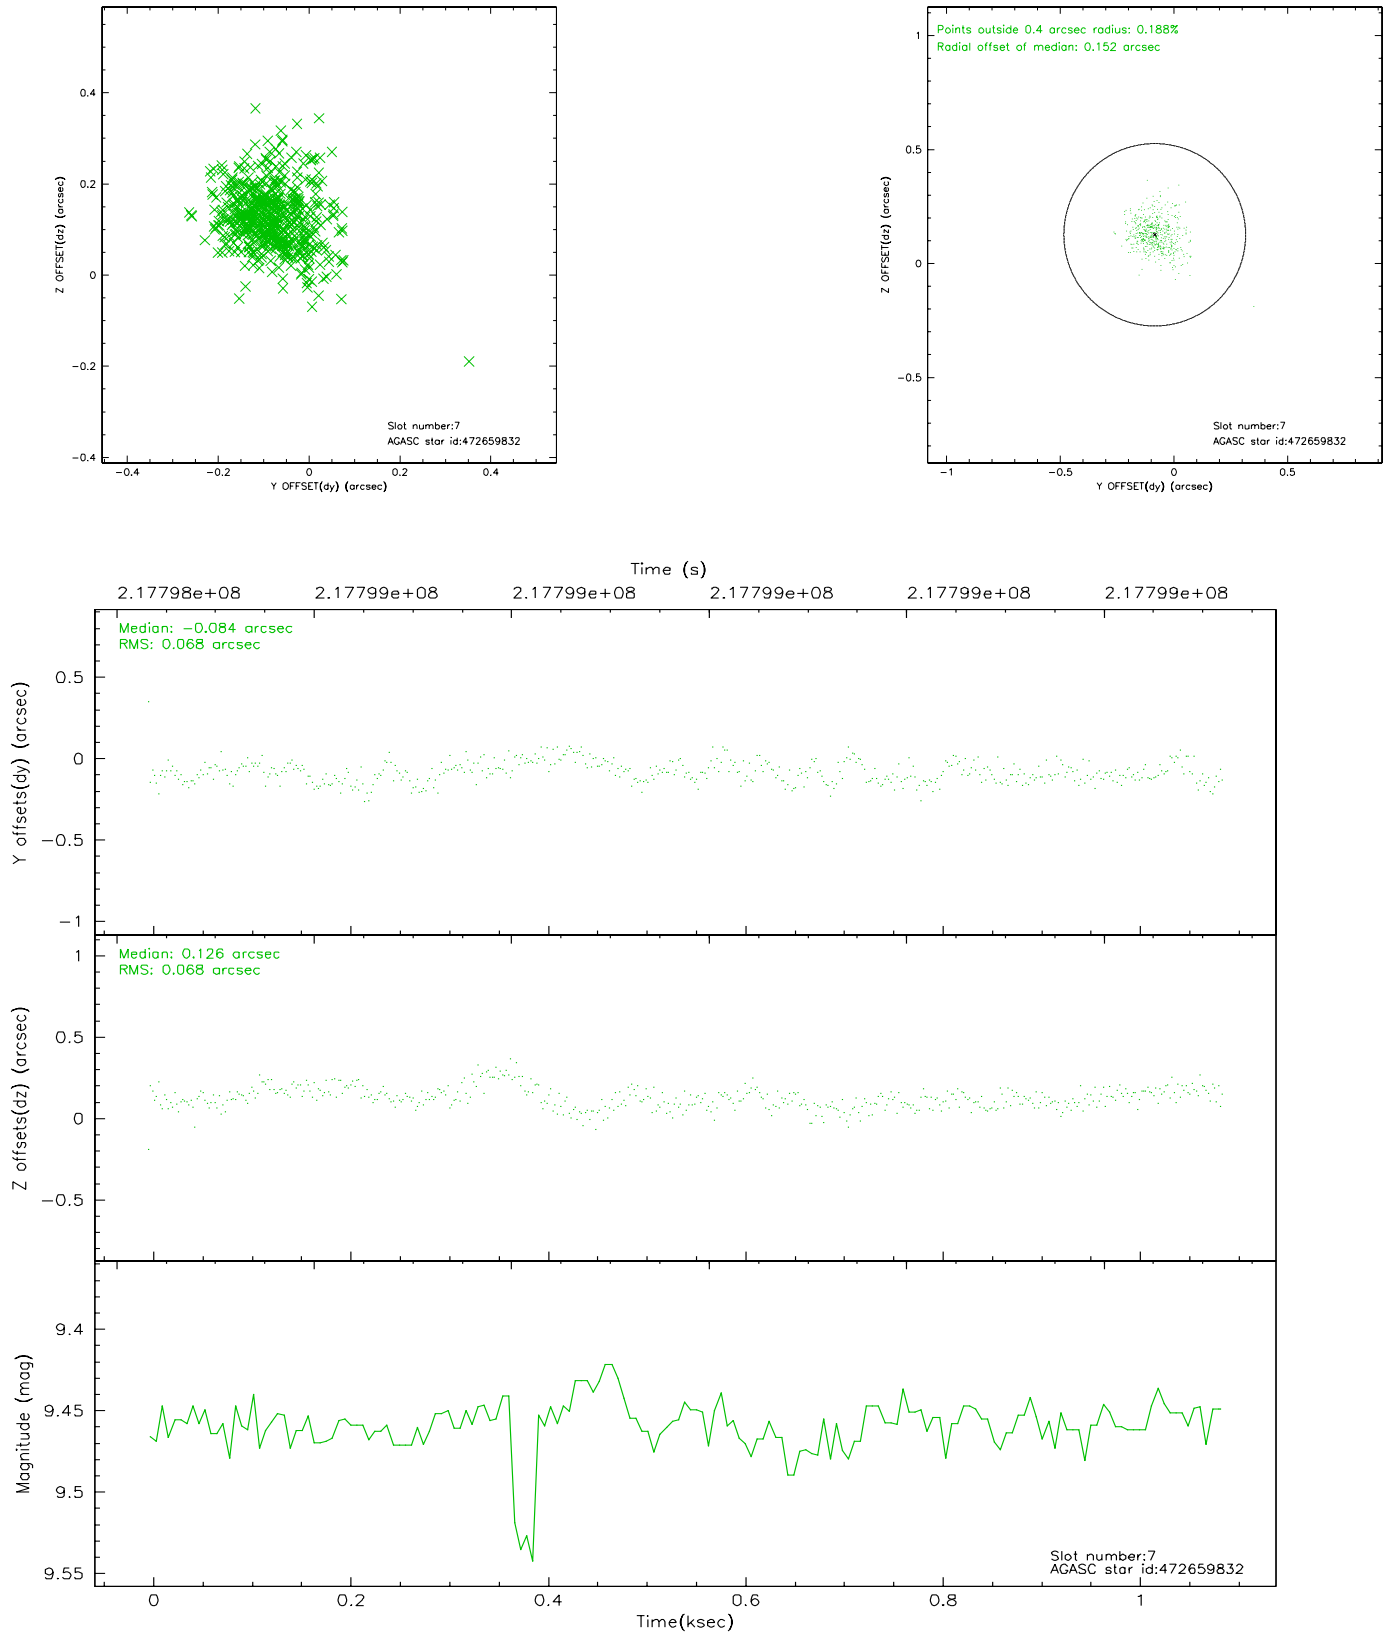 Points outside 0.4 arcsec radius: 0.188%
Radial offset of median: 0.152 arcsec
0.4
0.2
0
−0.2
−0.4
Z OFFSET(dz) (arcsec)
Slot number:7
AGASC star id:472659832
−0.4 −0.2 0 0.2 0.4
Y OFFSET(dy) (arcsec)
1
0.5
0
−0.5
Z OFFSET(dz) (arcsec)
Slot number:7
AGASC star id:472659832
−1 −0.5 0 0.5
Y OFFSET(dy) (arcsec)
Time (s)
2.17798e+08 2.17799e+08 2.17799e+08 2.17799e+08 2.17799e+08 2.17799e+08
Median: −0.084 arcsec
RMS: 0.068 arcsec
0.5
0
−0.5
−1
Y offsets(dy) (arcsec)
Median: 0.126 arcsec
RMS: 0.068 arcsec
1
0.5
0
−0.5
Z offsets(dz) (arcsec)
9.4
9.45
9.5
9.55
Magnitude (mag)
Slot number:7
AGASC star id:472659832
0 0.2 0.4 0.6 0.8 1
Time(ksec)